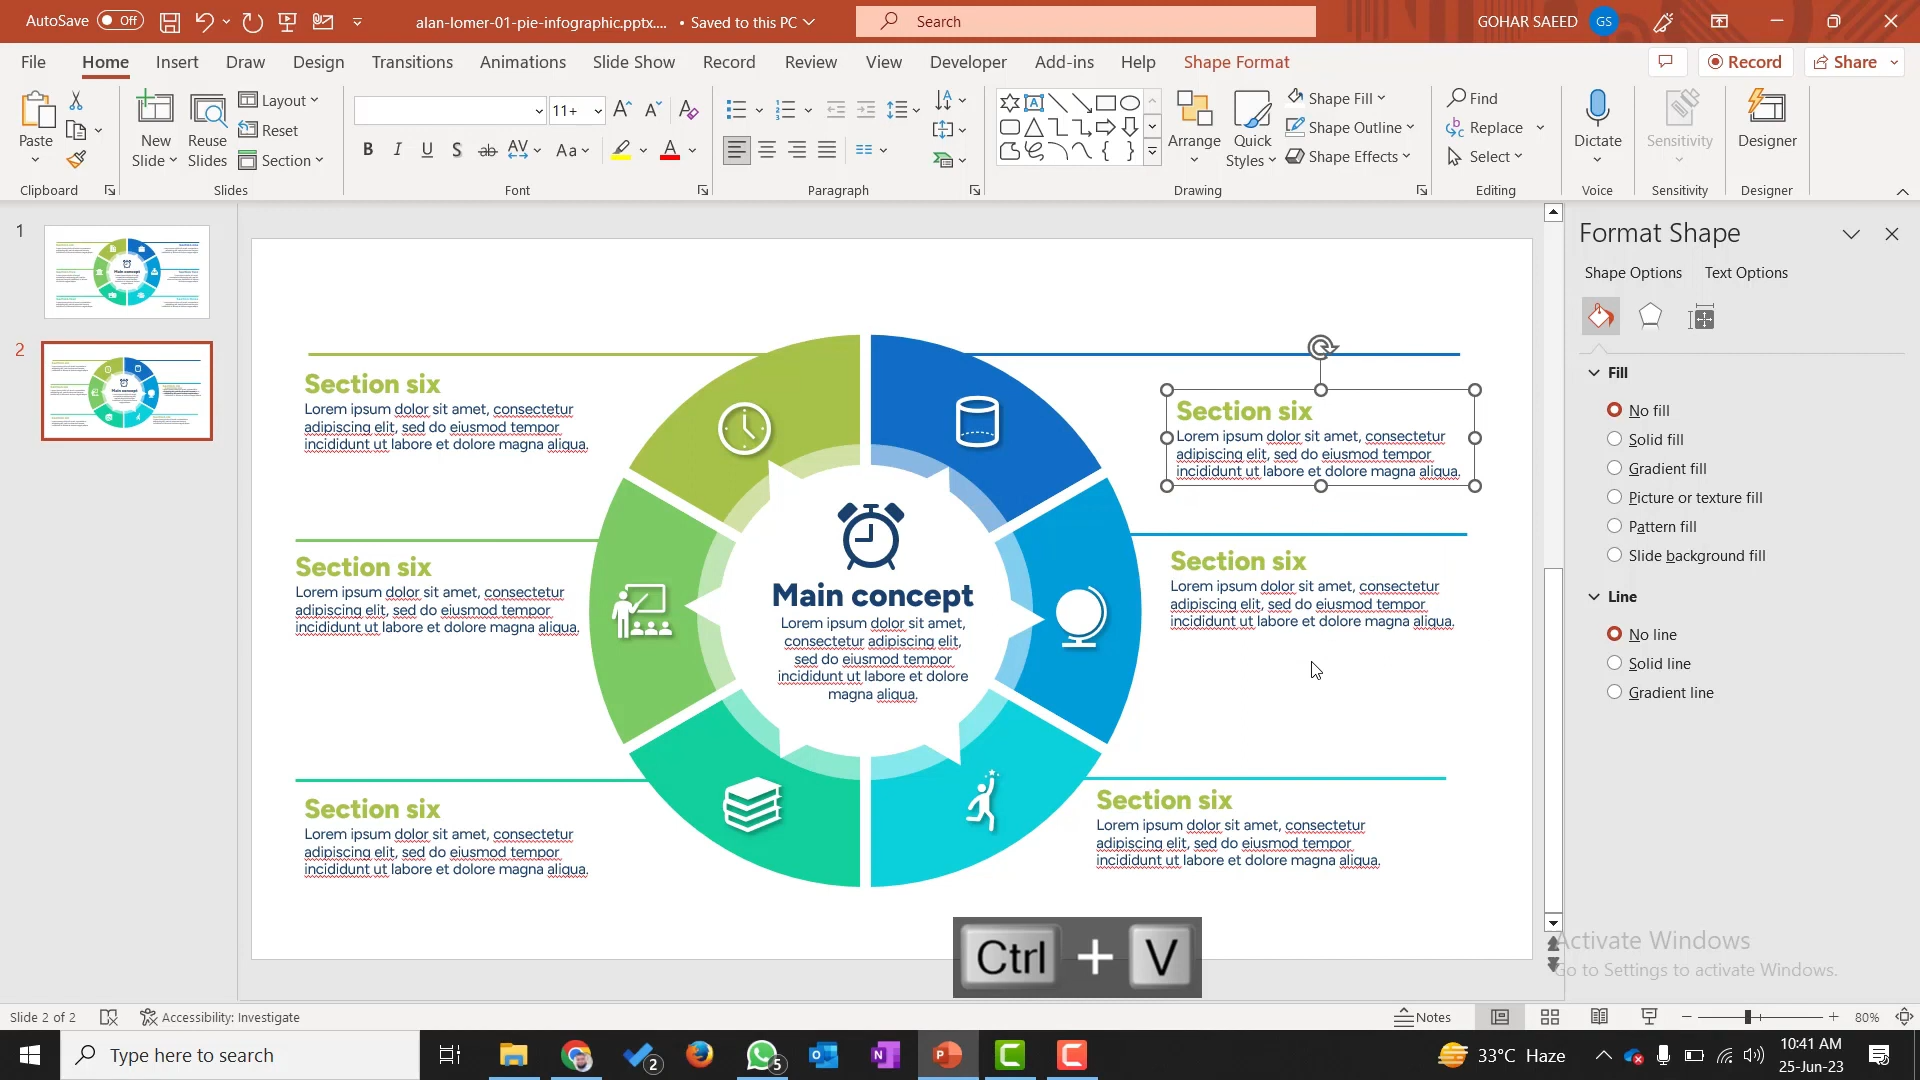 AutoSave Off
alan-lomer-01-pie-infographic.pptx.... • Saved to this PC
Search
GOHAR SAEED GS
File Home Insert Draw Design Transitions Animations Slide Show Record Review View Developer Add-ins Help Shape Format
Record Share
Paste
New Slide
Reuse Slides
Layout
Reset
Section
11+
B I U S ab AV Aa A
Shape Fill
Shape Outline
Shape Effects
Arrange
Quick Styles
Find
Replace
Select
Dictate
Sensitivity
Designer
Clipboard Slides Font Paragraph Drawing Editing Voice Sensitivity Designer
1
2
Section six
Lorem ipsum dolor sit amet, consectetur
adipiscing elit, sed do eiusmod tempor
incididunt ut labore et dolore magna aliqua.
Section six
Lorem ipsum dolor sit amet, consectetur
adipiscing elit, sed do eiusmod tempor
incididunt ut labore et dolore magna aliqua.
Section six
Lorem ipsum dolor sit amet, consectetur
adipiscing elit, sed do eiusmod tempor
incididunt ut labore et dolore magna aliqua.
Main concept
Lorem ipsum dolor sit amet,
consectetur adipiscing elit,
sed do eiusmod tempor
incididunt ut labore et dolore
magna aliqua.
Section six
Lorem ipsum dolor sit amet, consectetur
adipiscing elit, sed do eiusmod tempor
incididunt ut labore et dolore magna aliqua.
Section six
Lorem ipsum dolor sit amet, consectetur
adipiscing elit, sed do eiusmod tempor
incididunt ut labore et dolore magna aliqua.
Section six
Lorem ipsum dolor sit amet, consectetur
adipiscing elit, sed do eiusmod tempor
incididunt ut labore et dolore magna aliqua.
Ctrl + V
Format Shape
Shape Options Text Options
Fill
No fill
Solid fill
Gradient fill
Picture or texture fill
Pattern fill
Slide background fill
Line
No line
Solid line
Gradient line
Activate Windows
Go to Settings to activate Windows.
Slide 2 of 2
Accessibility: Investigate
Notes
80%
Type here to search
2
5
33°C Haze
10:41 AM
25-Jun-23